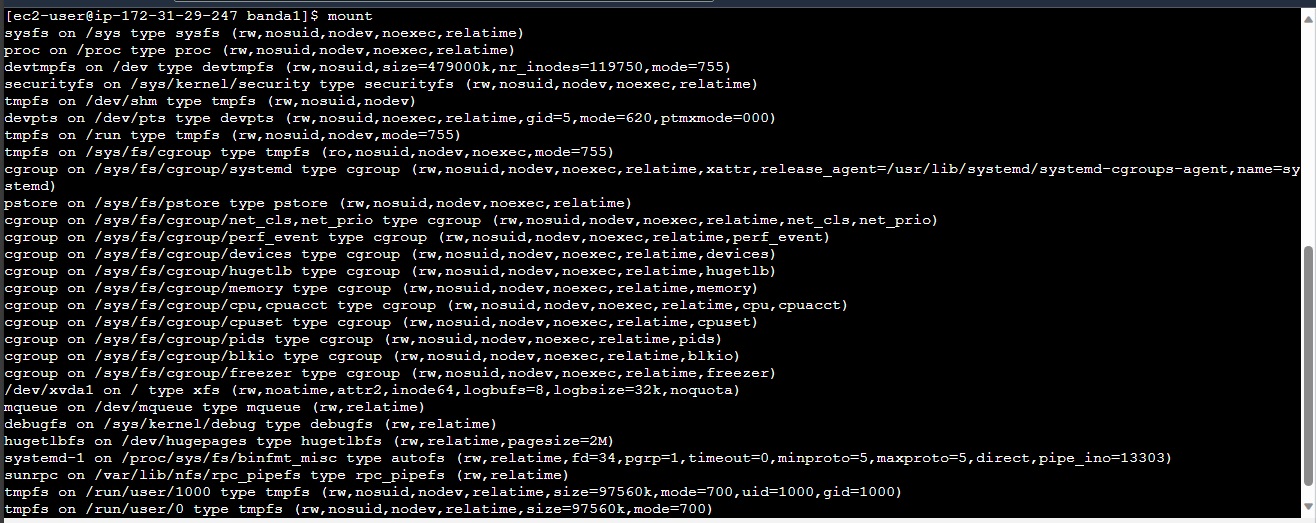 [ec2-user@ip-172-31-29-247 banda1]$ mount
sysfs on /sys type sysfs (rw,nosuid,nodev,noexec,relatime)
proc on /proc type proc (rw,nosuid,nodev,noexec,relatime)
devtmpfs on /dev type devtmpfs (rw,nosuid,size=479000k,nr_inodes=119750,mode=755)
securityfs on /sys/kernel/security type securityfs (rw,nosuid,nodev,noexec,relatime)
tmpfs on /dev/shm type tmpfs (rw,nosuid,nodev)
devpts on /dev/pts type devpts (rw,nosuid,noexec,relatime,gid=5,mode=620,ptmxmode=000)
tmpfs on /run type tmpfs (rw,nosuid,nodev,mode=755)
tmpfs on /sys/fs/cgroup type tmpfs (ro,nosuid,nodev,noexec,mode=755)
cgroup on /sys/fs/cgroup/systemd type cgroup (rw,nosuid,nodev,noexec,relatime,xattr,release_agent=/usr/lib/systemd/systemd-cgroups-agent,name=sy
stemd)
pstore on /sys/fs/pstore type pstore (rw,nosuid,nodev,noexec,relatime)
cgroup on /sys/fs/cgroup/net_cls,net_prio type cgroup (rw,nosuid,nodev,noexec,relatime,net_cls,net_prio)
cgroup on /sys/fs/cgroup/perf_event type cgroup (rw,nosuid,nodev,noexec,relatime,perf_event)
cgroup on /sys/fs/cgroup/devices type cgroup (rw,nosuid,nodev,noexec,relatime,devices)
cgroup on /sys/fs/cgroup/hugetlb type cgroup (rw,nosuid,nodev,noexec,relatime,hugetlb)
cgroup on /sys/fs/cgroup/memory type cgroup (rw,nosuid,nodev,noexec,relatime,memory)
cgroup on /sys/fs/cgroup/cpu,cpuacct type cgroup (rw,nosuid,nodev,noexec,relatime,cpu,cpuacct)
cgroup on /sys/fs/cgroup/cpuset type cgroup (rw,nosuid,nodev,noexec,relatime,cpuset)
cgroup on /sys/fs/cgroup/pids type cgroup (rw,nosuid,nodev,noexec,relatime,pids)
cgroup on /sys/fs/cgroup/blkio type cgroup (rw,nosuid,nodev,noexec,relatime,blkio)
cgroup on /sys/fs/cgroup/freezer type cgroup (rw,nosuid,nodev,noexec,relatime,freezer)
/dev/xvda1 on / type xfs (rw,noatime,attr2,inode64,logbufs=8,logbsize=32k,noquota)
mqueue on /dev/mqueue type mqueue (rw,relatime)
debugfs on /sys/kernel/debug type debugfs (rw,relatime)
hugetlbfs on /dev/hugepages type hugetlbfs (rw,relatime,pagesize=2M)
systemd-1 on /proc/sys/fs/binfmt_misc type autofs (rw,relatime,fd=34,pgrp=1,timeout=0,minproto=5,maxproto=5,direct,pipe_ino=13303)
sunrpc on /var/lib/nfs/rpc_pipefs type rpc_pipefs (rw,relatime)
tmpfs on /run/user/1000 type tmpfs (rw,nosuid,nodev,relatime,size=97560k,mode=700,uid=1000,gid=1000)
tmpfs on /run/user/0 type tmpfs (rw,nosuid,nodev,relatime,size=97560k,mode=700)